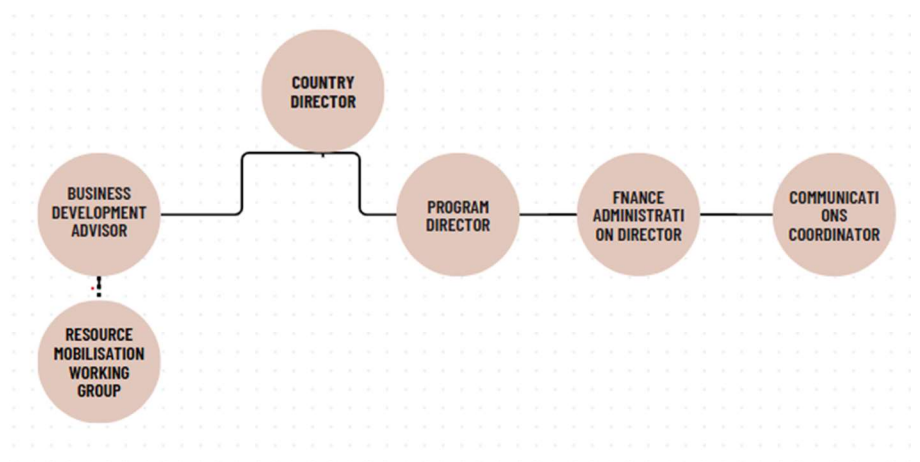 COUNTRY
DIRECTOR
BUSINESS
DEVELOPMENT
ADVISOR
PROGRAM
DIRECTOR
FNANCE
ADMINISTRATI
ON DIRECTOR
COMMUNICATI
ONS
COORDINATOR
RESOURCE
MOBILISATION
WORKING
GROUP